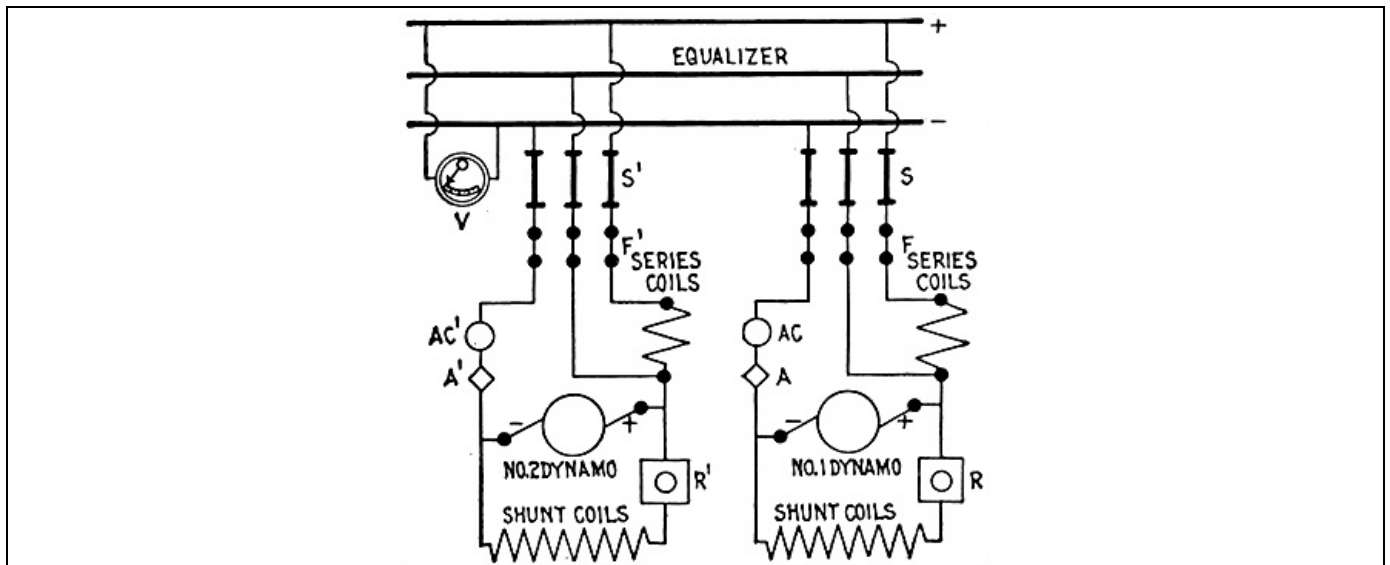 +
EQUALIZER
-
V
S'
S
F'
SERIES
COILS
F
SERIES
COILS
AC'
AC
A'
A
- +
- +
NO.2 DYNAMO
NO.1 DYNAMO
R'
R
SHUNT COILS
SHUNT COILS